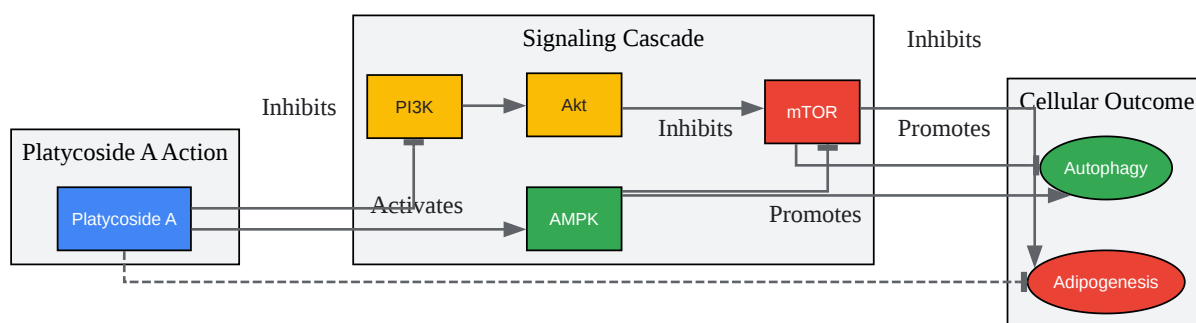 Signaling Cascade
Inhibits
Cellular Outcome
PI3K
Akt
mTOR
Inhibits
Inhibits
Promotes
Platycoside A Action
Autophagy
Platycoside A
Activates
AMPK
Promotes
Adipogenesis